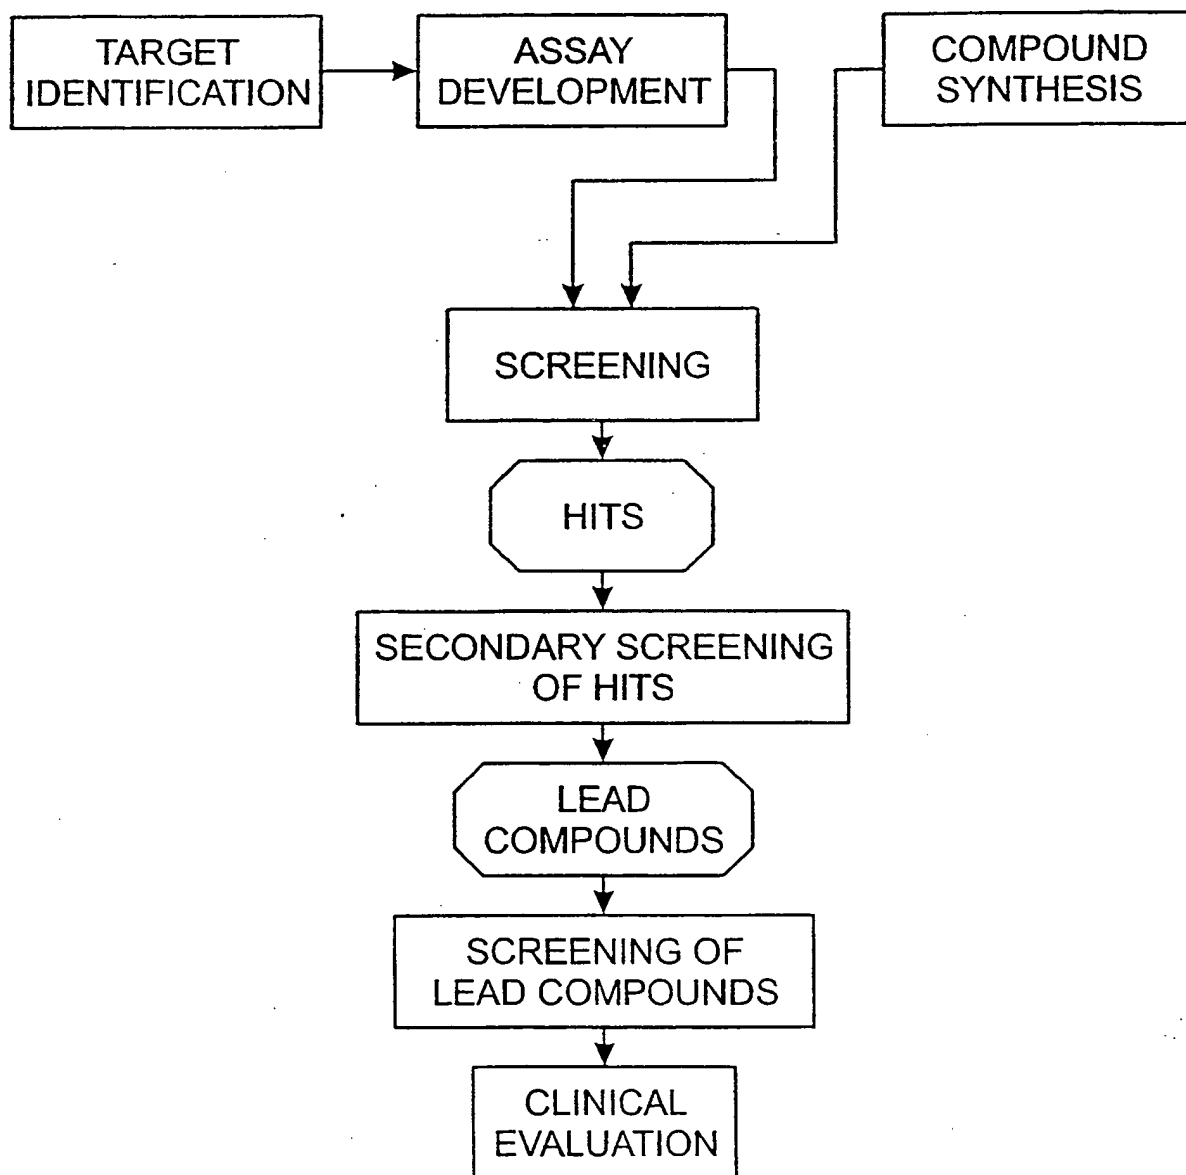 TARGET
IDENTIFICATION
ASSAY
DEVELOPMENT
COMPOUND
SYNTHESIS
SCREENING
HITS
SECONDARY SCREENING
OF HITS
LEAD
COMPOUNDS
SCREENING OF
LEAD COMPOUNDS
CLINICAL
EVALUATION